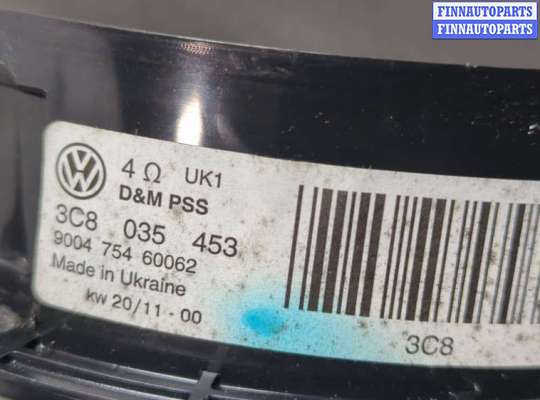 FINNAUTOPARTS
FINNAUTOPARTS
VW
4 Ω UK1
D&M PSS
3C8 035 453
9004 754 60062
Made in Ukraine
kw 20/11 - 00
3C8